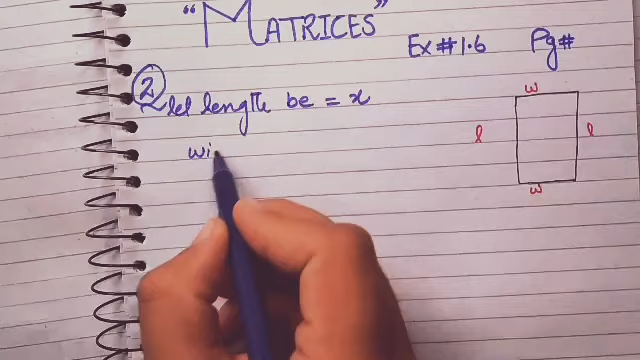 "MATRICES"
Ex#1.6 Pg#
2 let length be = x
wi
w
l l
w